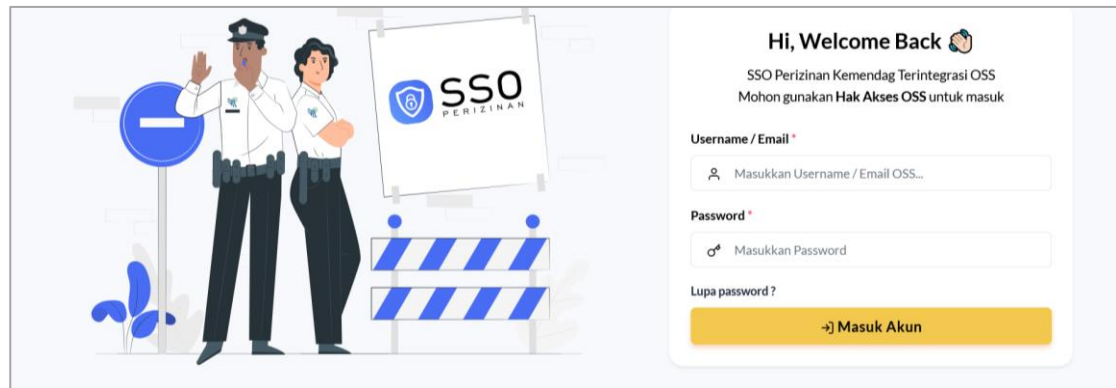 SSO
PERIZINAN
Hi, Welcome Back
SSO Perizinan Kemendag Terintegrasi OSS
Mohon gunakan Hak Akses OSS untuk masuk
Username / Email *
Masukkan Username / Email OSS...
Password *
Masukkan Password
Lupa password ?
Masuk Akun